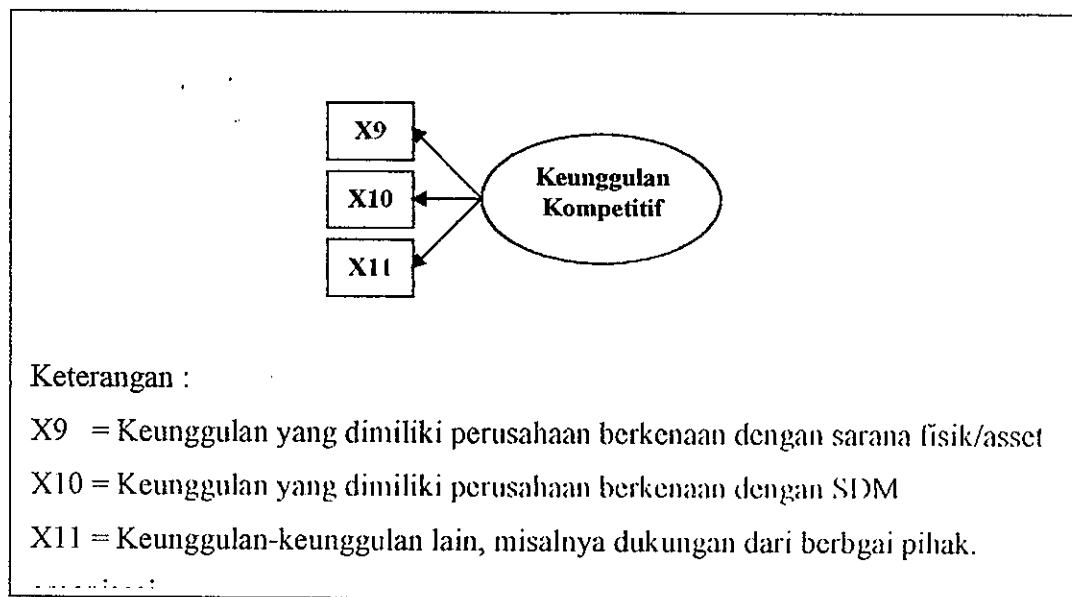 X9
X10
X11
Keunggulan
Kompetitif
Keterangan :
X9 = Keunggulan yang dimiliki perusahaan berkenaan dengan sarana fisik/asset
X10 = Keunggulan yang dimiliki perusahaan berkenaan dengan SDM
X11 = Keunggulan-keunggulan lain, misalnya dukungan dari berbgai pihak.